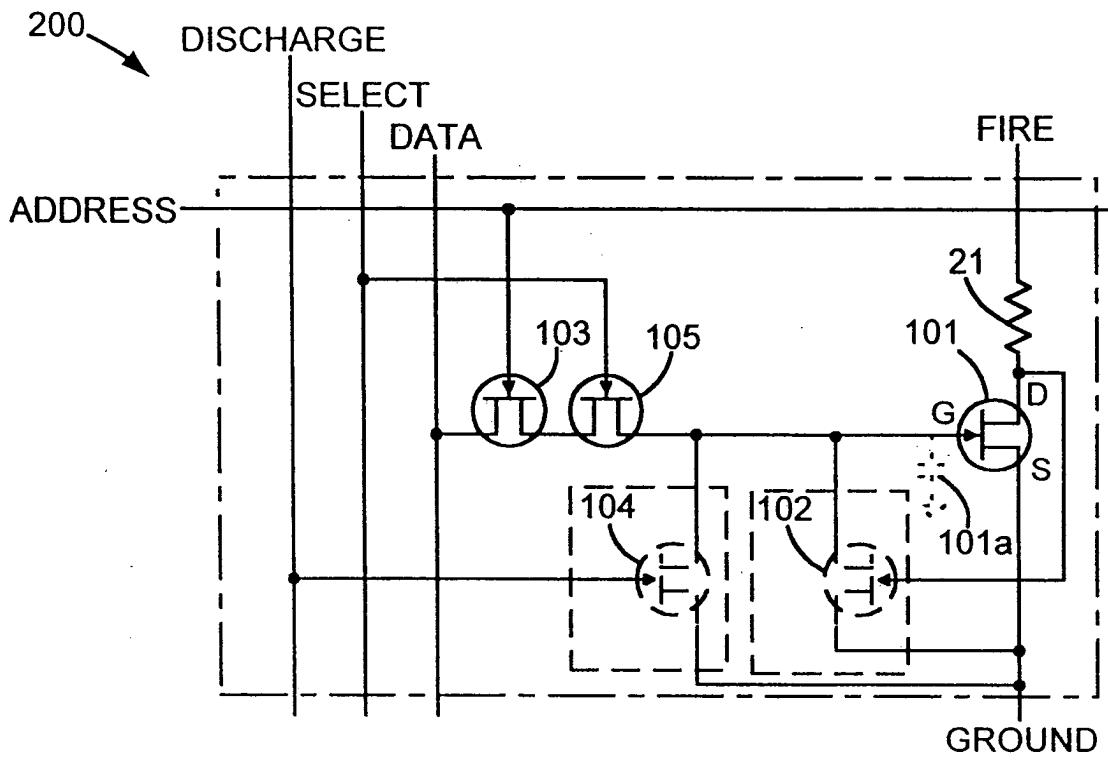 200
DISCHARGE
SELECT
DATA
FIRE
ADDRESS
21
103
105
101
D
G
S
104
102
101a
GROUND